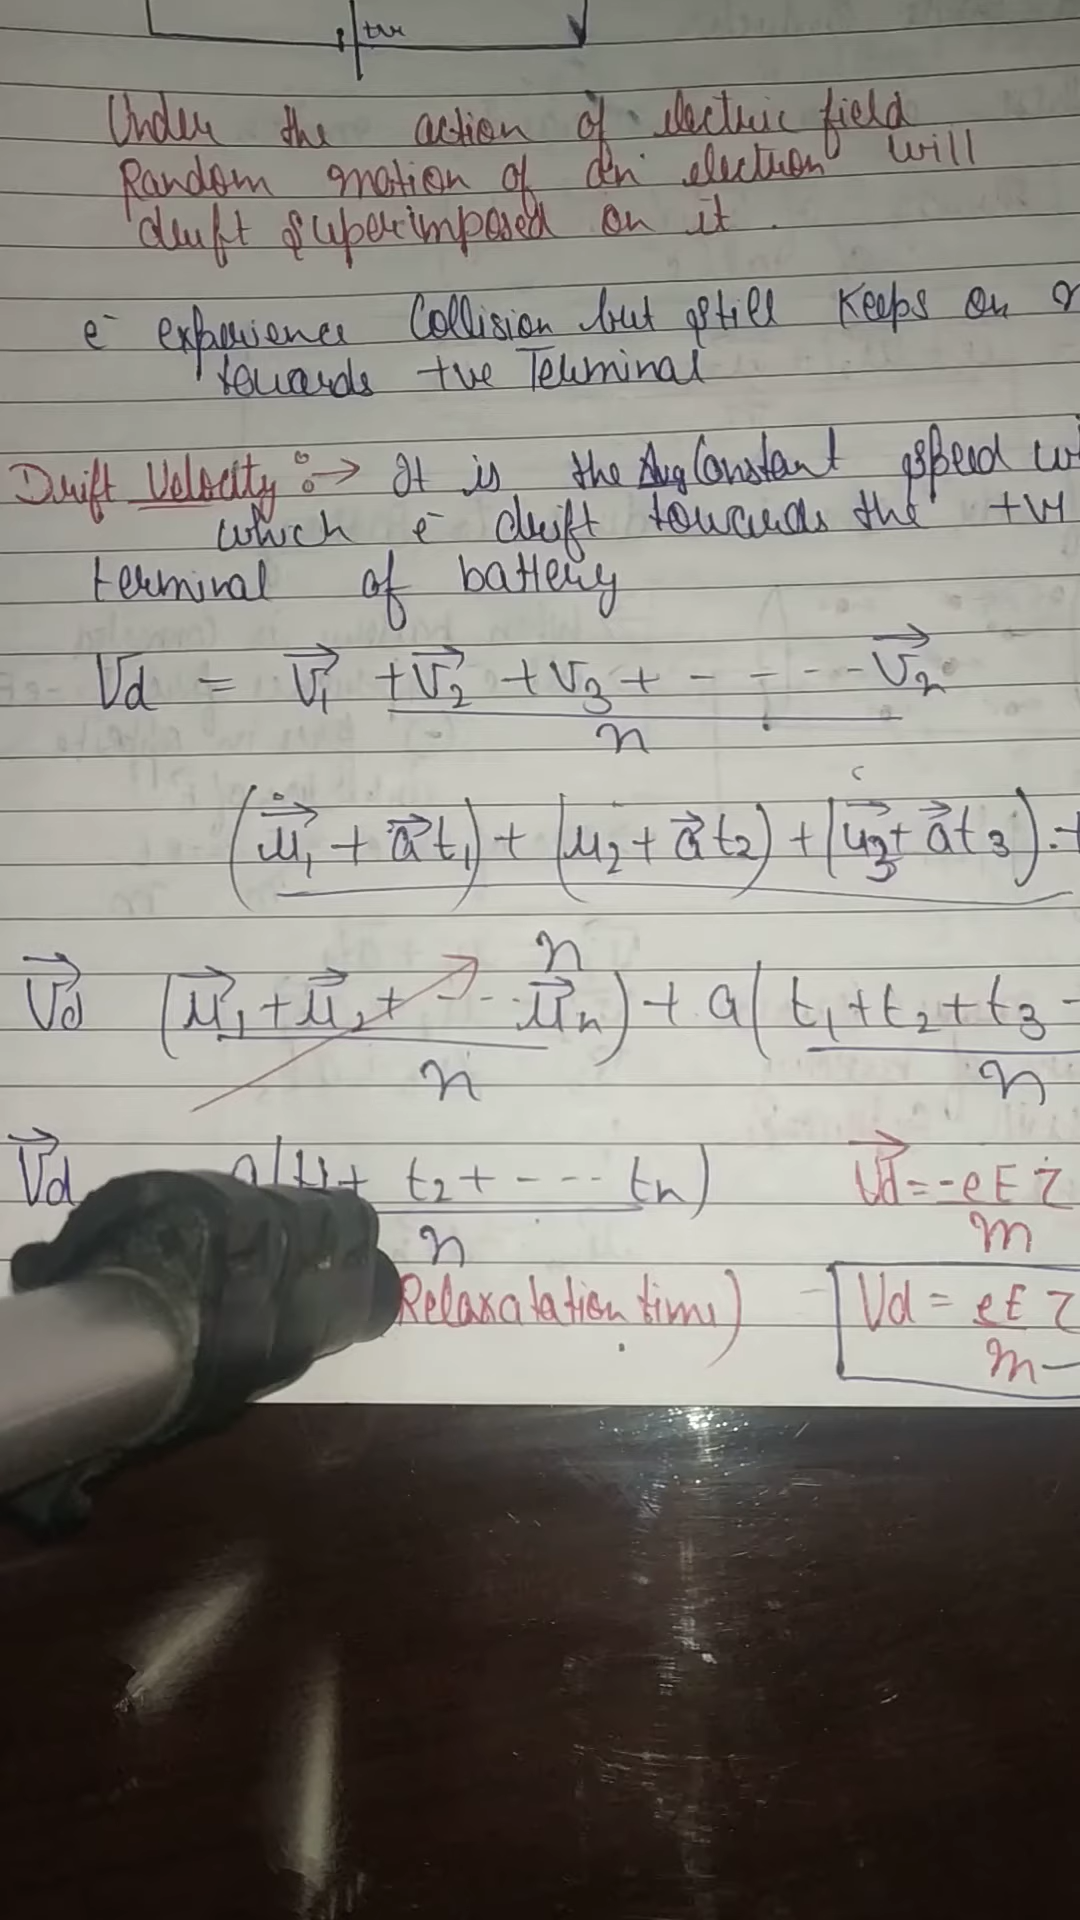 +ve
Under the action of electric field
Random motion of an electron will
drift superimposed on it.
e⁻ experience Collision but still keeps on
towards +ve Terminal
Drift Velocity :→ It is the Avg Constant speed
which e⁻ drift towards the +v
terminal of battery
Vd = V⃗₁ + V⃗₂ + V₃ + - - - - - V⃗n
n
(u⃗₁ + a⃗t₁) + (u₂ + a⃗t₂) + (u⃗₃ + a⃗t₃) - +
n
V⃗d (u⃗₁ + u⃗₂ + - - - u⃗n) + a(t₁ + t₂ + t₃ -
n n
V⃗d a(t₁ + t₂ + - - - - tn) V⃗d = -eEτ
n m
Relaxatation time) Vd = eEτ
m